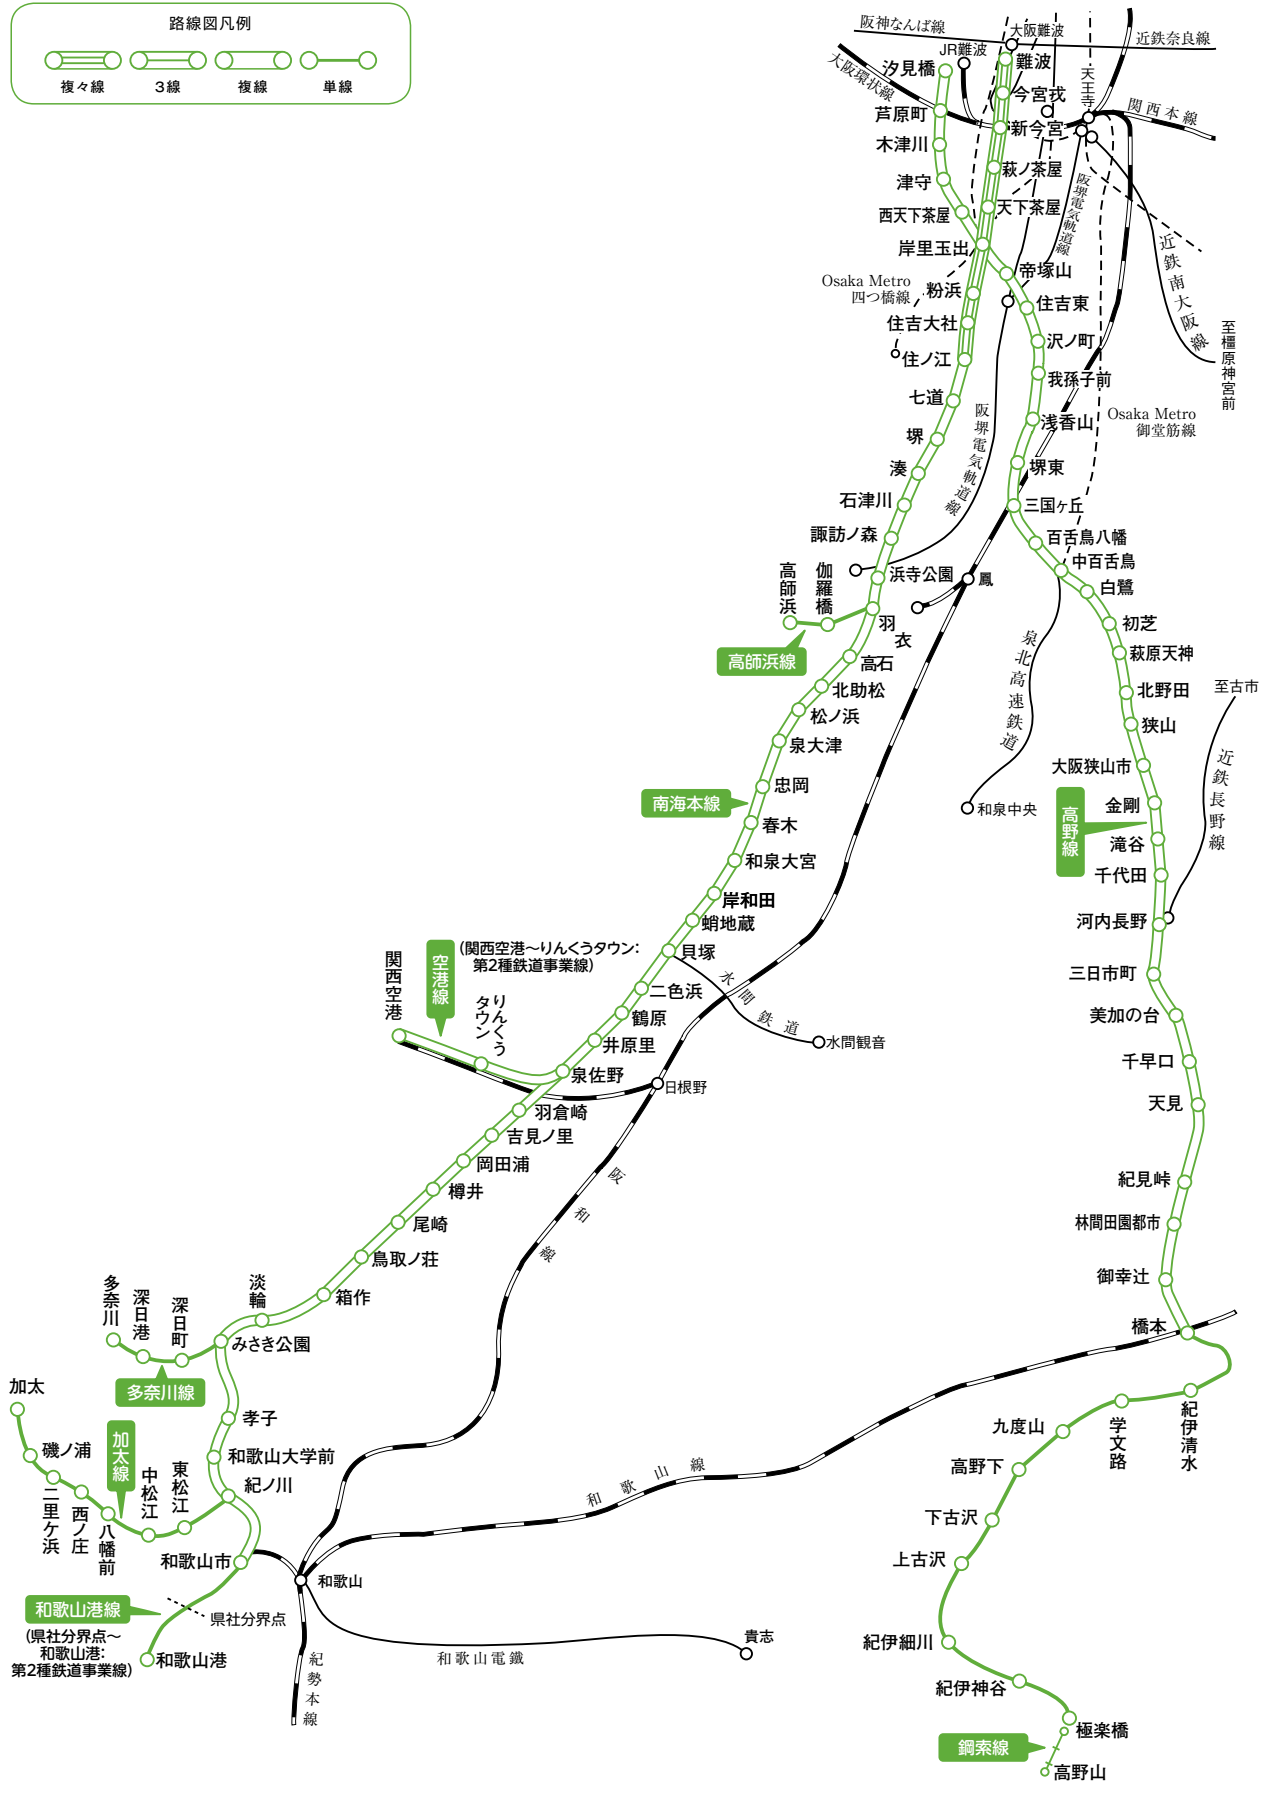 路線図凡例
複々線
3線
複線
単線
阪神なんば線
大阪難波
近鉄奈良線
JR難波
大阪環状線
汐見橋
難波
天王寺
今宮戎
関西本線
芦原町
新今宮
木津川
萩ノ茶屋
阪堺電気軌道線
津守
天下茶屋
西天下茶屋
岸里玉出
近鉄南大阪線
帝塚山
Osaka Metro
四つ橋線
粉浜
住吉東
住吉大社
至橿原神宮前
沢ノ町
住ノ江
我孫子前
七道
阪堺電気軌道線
Osaka Metro
御堂筋線
浅香山
堺
堺東
湊
石津川
三国ヶ丘
諏訪ノ森
百舌鳥八幡
中百舌鳥
浜寺公園
鳳
白鷺
高師浜
伽羅橋
羽衣
初芝
泉北高速鉄道
高師浜線
高石
萩原天神
北助松
北野田
至古市
松ノ浜
狭山
泉大津
近鉄長野線
大阪狭山市
忠岡
南海本線
和泉中央
金剛
高野線
春木
滝谷
和泉大宮
千代田
岸和田
河内長野
蛸地蔵
貝塚
(関西空港〜りんくうタウン:
第2種鉄道事業線)
空港線
関西空港
りんくう
タウン
三日市町
水間鉄道
二色浜
鶴原
美加の台
井原里
水間観音
千早口
泉佐野
日根野
天見
羽倉崎
吉見ノ里
阪和線
岡田浦
紀見峠
樽井
尾崎
林間田園都市
鳥取ノ荘
御幸辻
箱作
淡輪
多奈川
深日港
深日町
みさき公園
橋本
多奈川線
加太
孝子
紀伊清水
学文路
九度山
加太線
磯ノ浦
和歌山大学前
高野下
中松江
東松江
和歌山線
紀ノ川
二里ケ浜
西ノ庄
八幡前
下古沢
和歌山市
上古沢
和歌山
和歌山港線
県社分界点
(県社分界点〜
和歌山港:
第2種鉄道事業線)
和歌山港
紀勢本線
和歌山電鐵
貴志
紀伊細川
紀伊神谷
極楽橋
鋼索線
高野山